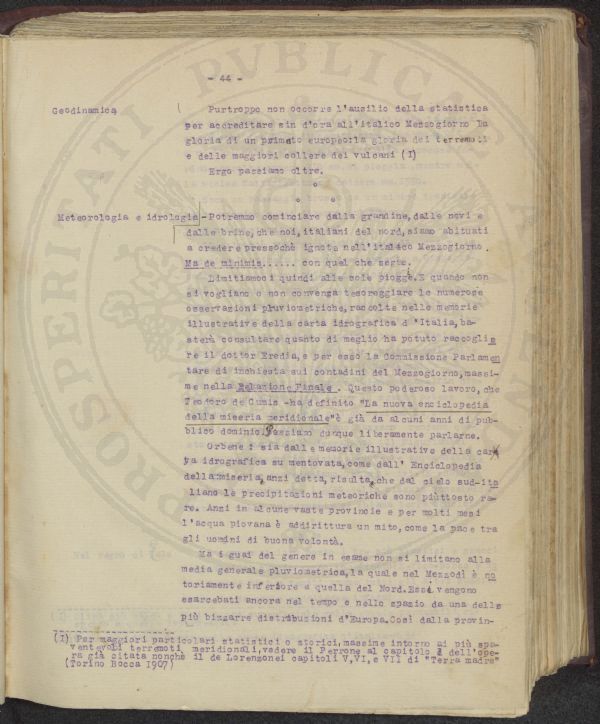 - 44 -
Geodinamica
Purtroppo non occorre l'ausilio della statistica
per accreditare sin d'ora all'italico Mezzogiorno la
gloria di un primato europeo:la gloria dei terremoti
e delle maggiori collere dei vulcani (I)
Ergo passiamo oltre.
Meteorologia e idrologia-Potremmo cominciare dalla grandine, dalle nevi e
dalle brine, che noi, italiani del nord, siamo abituati
a credere pressochè ignote nell'italico Mezzogiorno.
Ma de minimis...... con quel che segue.
Limitiamoci quindi alle sole piogge. E quando non
si vogliano o non convenga tesoreggiare le numerose
osservazioni pluviometriche, raccolte nelle memorie
illustrative della carta idrografica d'Italia, ba-
sterà consultare quanto di meglio ha potuto raccoglie
re il dottor Eredia, e per esso la Commissione Parlamen
tare di inchiesta sui contadini del Mezzogiorno, massi-
me nella Relazione Finale. Questo poderoso lavoro, che
Teodoro de Cumis -ha definito "La nuova enciclopedia
della miseria meridionale"è già da alcuni anni di pub-
blico dominio. Possiamo dunque liberamente parlarne.
Orbene : sia dalle memorie illustrative della car
ta idrografica su mentovata, come dall' Enciclopedia
della miseria, anzi detta, risulta, che dal cielo sud-ita
liano le precipitazioni meteoriche sono piùttosto ra-
re. Anzi in alcune vaste provincie e per molti mesi
l'acqua piovana è addirittura un mito, come la pace tra
gli uomini di buona volontà.
Ma i guai del genere in esame non si limitano alla
media generale pluviometrica, la quale nel Mezzodì è no
toriamente inferiore a quella del Nord. Essi vengono
esarcebati ancora nel tempo e nello spazio da una delle
più bizzarre distribuzioni d'Europa. Così dalla provin-
(I) Per maggiori particolari statistici o storici, massime intorno ai più spa-
ventevoli terremoti meridionali, vedere il Perrone al capitolo I dell'ope-
ra già citata nonchè il de Lorenzonei capitoli V, VI, e VII di "Terra madre"
(Torino Bocca 1907)
PROSPERITATI PUBLICAE